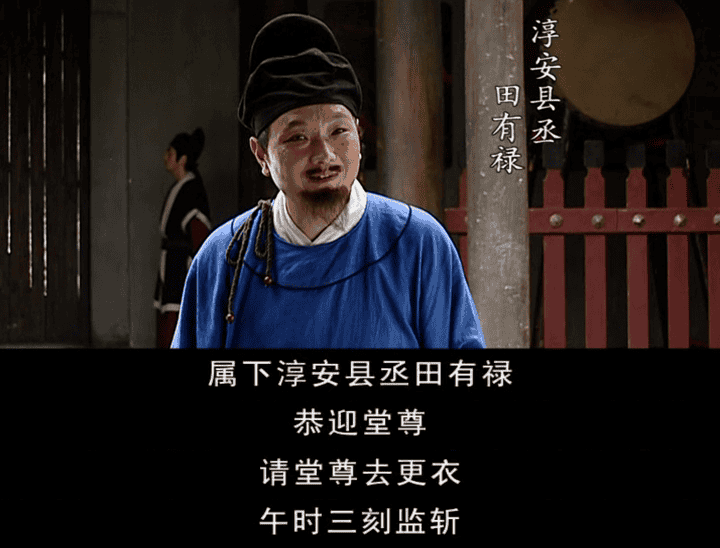 淳安县丞
田有禄
属下淳安县丞田有禄
恭迎堂尊
请堂尊去更衣
午时三刻监斩